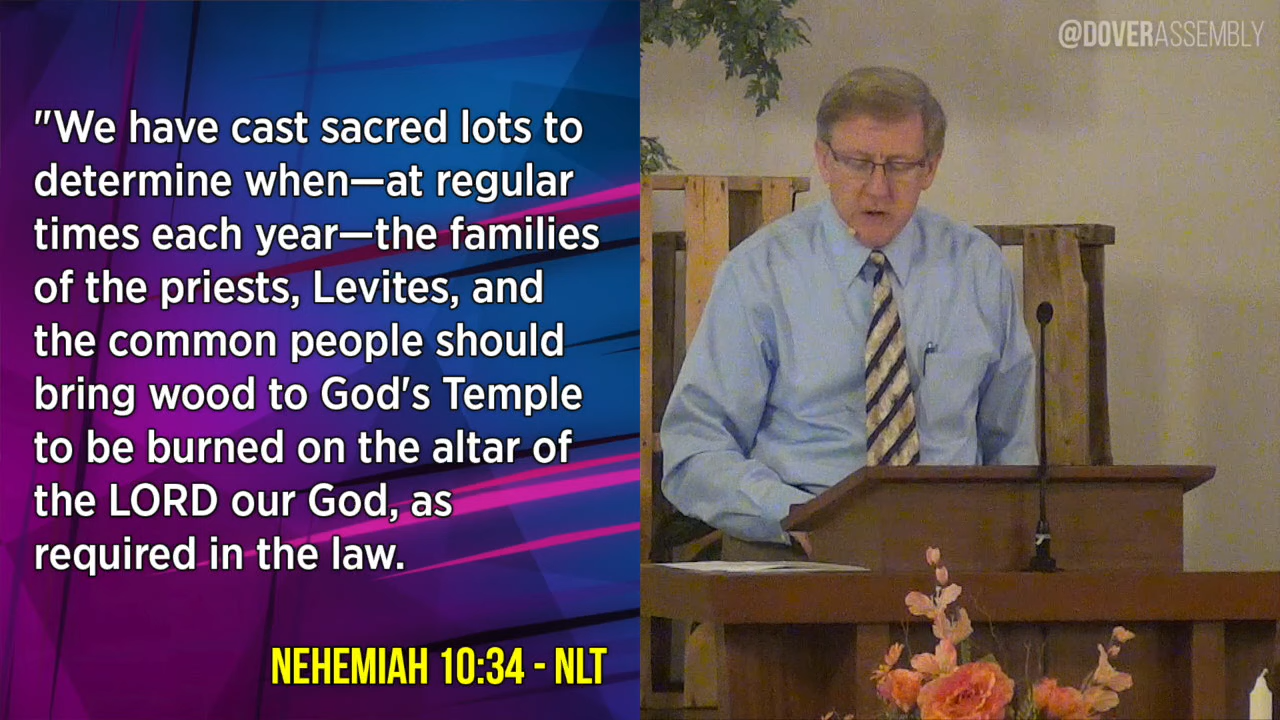 "We have cast sacred lots to
determine when—at regular
times each year—the families
of the priests, Levites, and
the common people should
bring wood to God's Temple
to be burned on the altar of
the LORD our God, as
required in the law.
NEHEMIAH 10:34 - NLT
@DOVERASSEMBLY